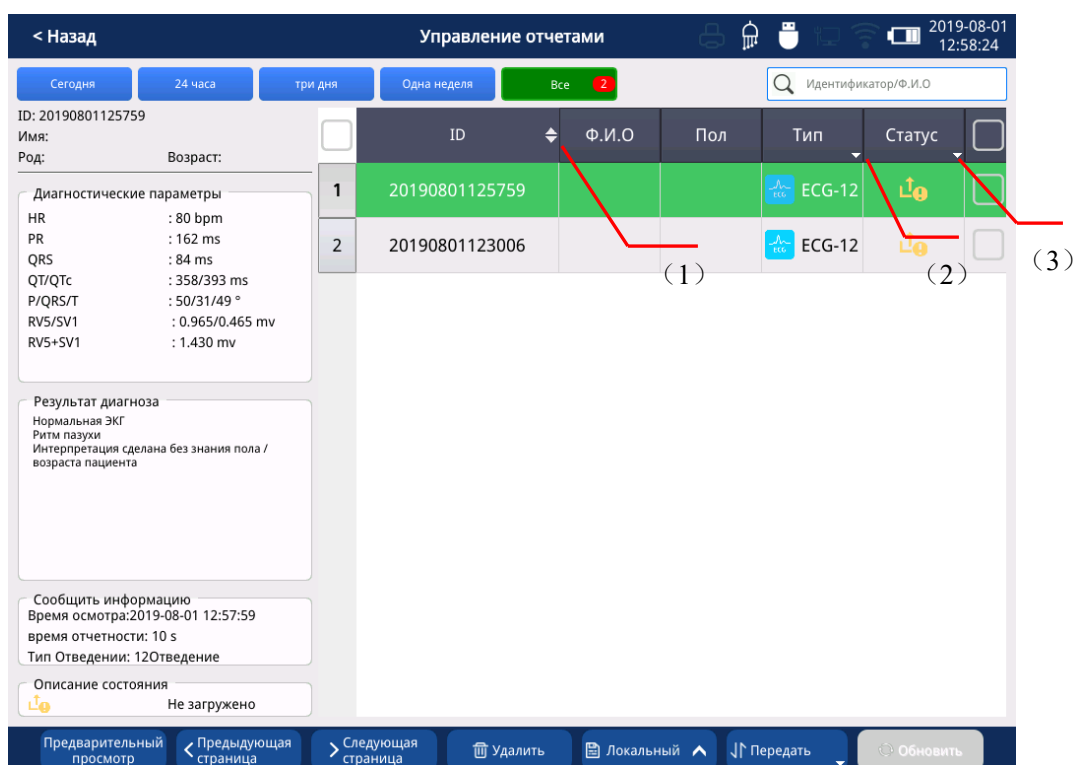 < Назад
Управление отчетами
2019-08-01
12:58:24
Сегодня
24 часа
три дня
Одна неделя
Все 2
Идентификатор/Ф.И.О
ID: 20190801125759
Имя:
Род: Возраст:
Диагностические параметры
HR : 80 bpm
PR : 162 ms
QRS : 84 ms
QT/QTc : 358/393 ms
P/QRS/T : 50/31/49 °
RV5/SV1 : 0.965/0.465 mv
RV5+SV1 : 1.430 mv
Результат диагноза
Нормальная ЭКГ
Ритм пазухи
Интерпретация сделана без знания пола /
возраста пациента
Сообщить информацию
Время осмотра:2019-08-01 12:57:59
время отчетности: 10 s
Тип Отведении: 12Отведение
Описание состояния
Не загружено
ID Ф.И.О Пол Тип Статус
1 20190801125759 ECG ECG-12
2 20190801123006 ECG ECG-12
（1）
（2）
（3）
Предварительный
просмотр
Предыдущая
страница
Следующая
страница
Удалить
Локальный
Передать
Обновить